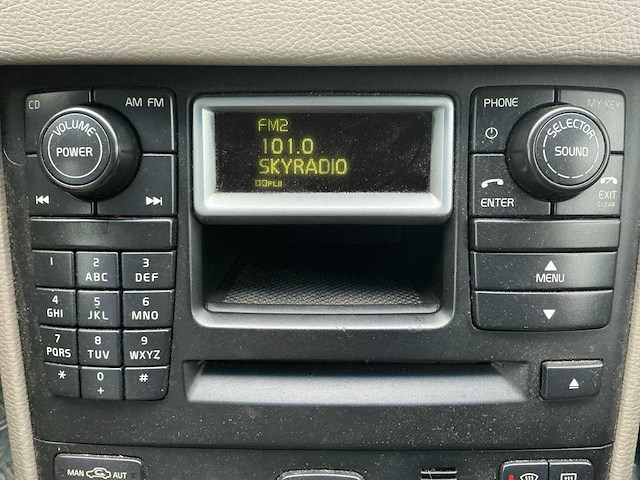 CD
AM FM
VOLUME
POWER
FM2
101.0
SKYRADIO
PLII
PHONE
MY KEY
SELECTOR
SOUND
ENTER
EXIT
CLEAR
MENU
1
2
ABC
3
DEF
4
GHI
5
JKL
6
MNO
7
PQRS
8
TUV
9
WXYZ
*
0
+
#
MAN
AUT